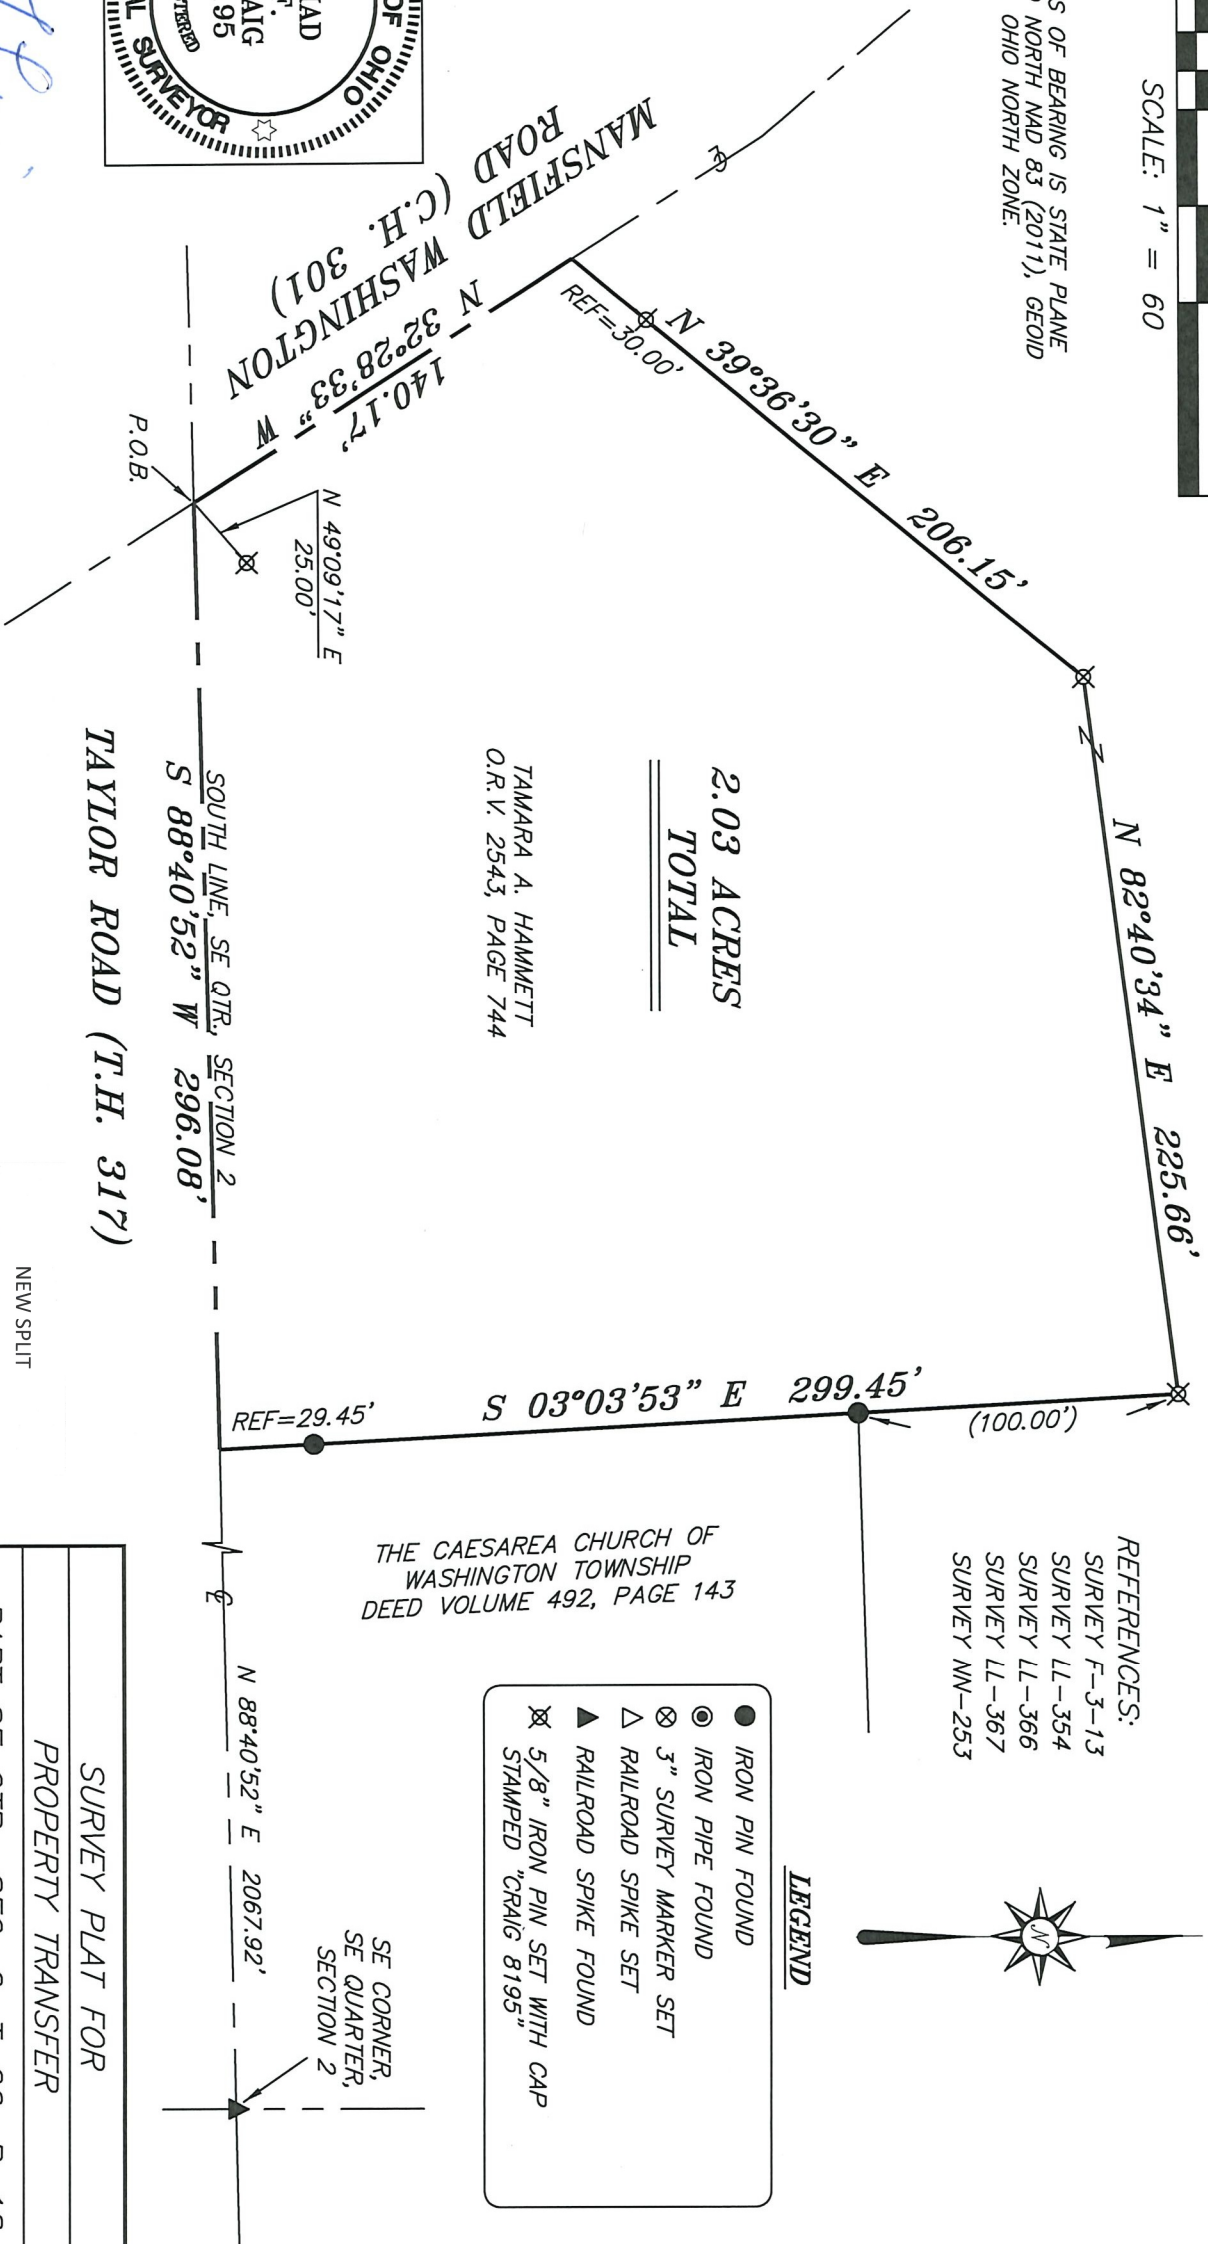 SCALE: 1" = 60
S OF BEARING IS STATE PLANE
NORTH NAD 83 (2011), GEOID
OHIO NORTH ZONE.
OF OHIO
AL SURVEYOR
AD
AIG
95
TERED
MANSFIELD WASHINGTON
ROAD (C.H. 301)
N 32°28'33" W
140.17'
REF=30.00'
N 39°36'30" E 206.15'
N 82°40'34" E 225.66'
P.O.B.
N 49°09'17" E
25.00'
2.03 ACRES
TOTAL
TAMARA A. HAMMETT
O.R.V. 2543, PAGE 744
SOUTH LINE, SE QTR., SECTION 2
S 88°40'52" W 296.08'
TAYLOR ROAD (T.H. 317)
S 03°03'53" E 299.45'
REF=29.45'
(100.00')
NEW SPLIT
THE CAESAREA CHURCH OF
WASHINGTON TOWNSHIP
DEED VOLUME 492, PAGE 143
REFERENCES:
SURVEY F-3-13
SURVEY LL-354
SURVEY LL-366
SURVEY LL-367
SURVEY NN-253
N
LEGEND
IRON PIN FOUND
IRON PIPE FOUND
3" SURVEY MARKER SET
RAILROAD SPIKE SET
RAILROAD SPIKE FOUND
5/8" IRON PIN SET WITH CAP
STAMPED "CRAIG 8195"
N 88°40'52" E 2067.92'
SE CORNER,
SE QUARTER,
SECTION 2
SURVEY PLAT FOR
PROPERTY TRANSFER